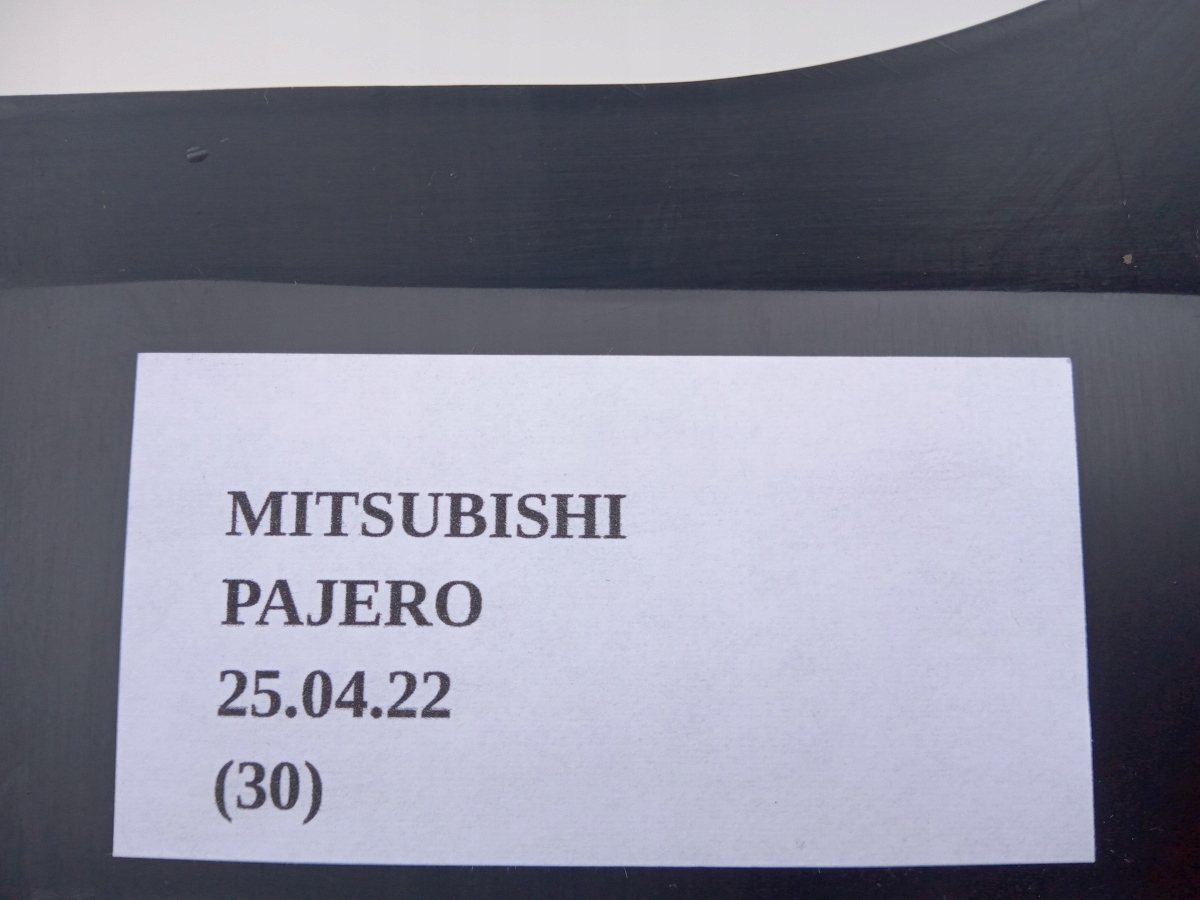 MITSUBISHI
PAJERO
25.04.22
(30)